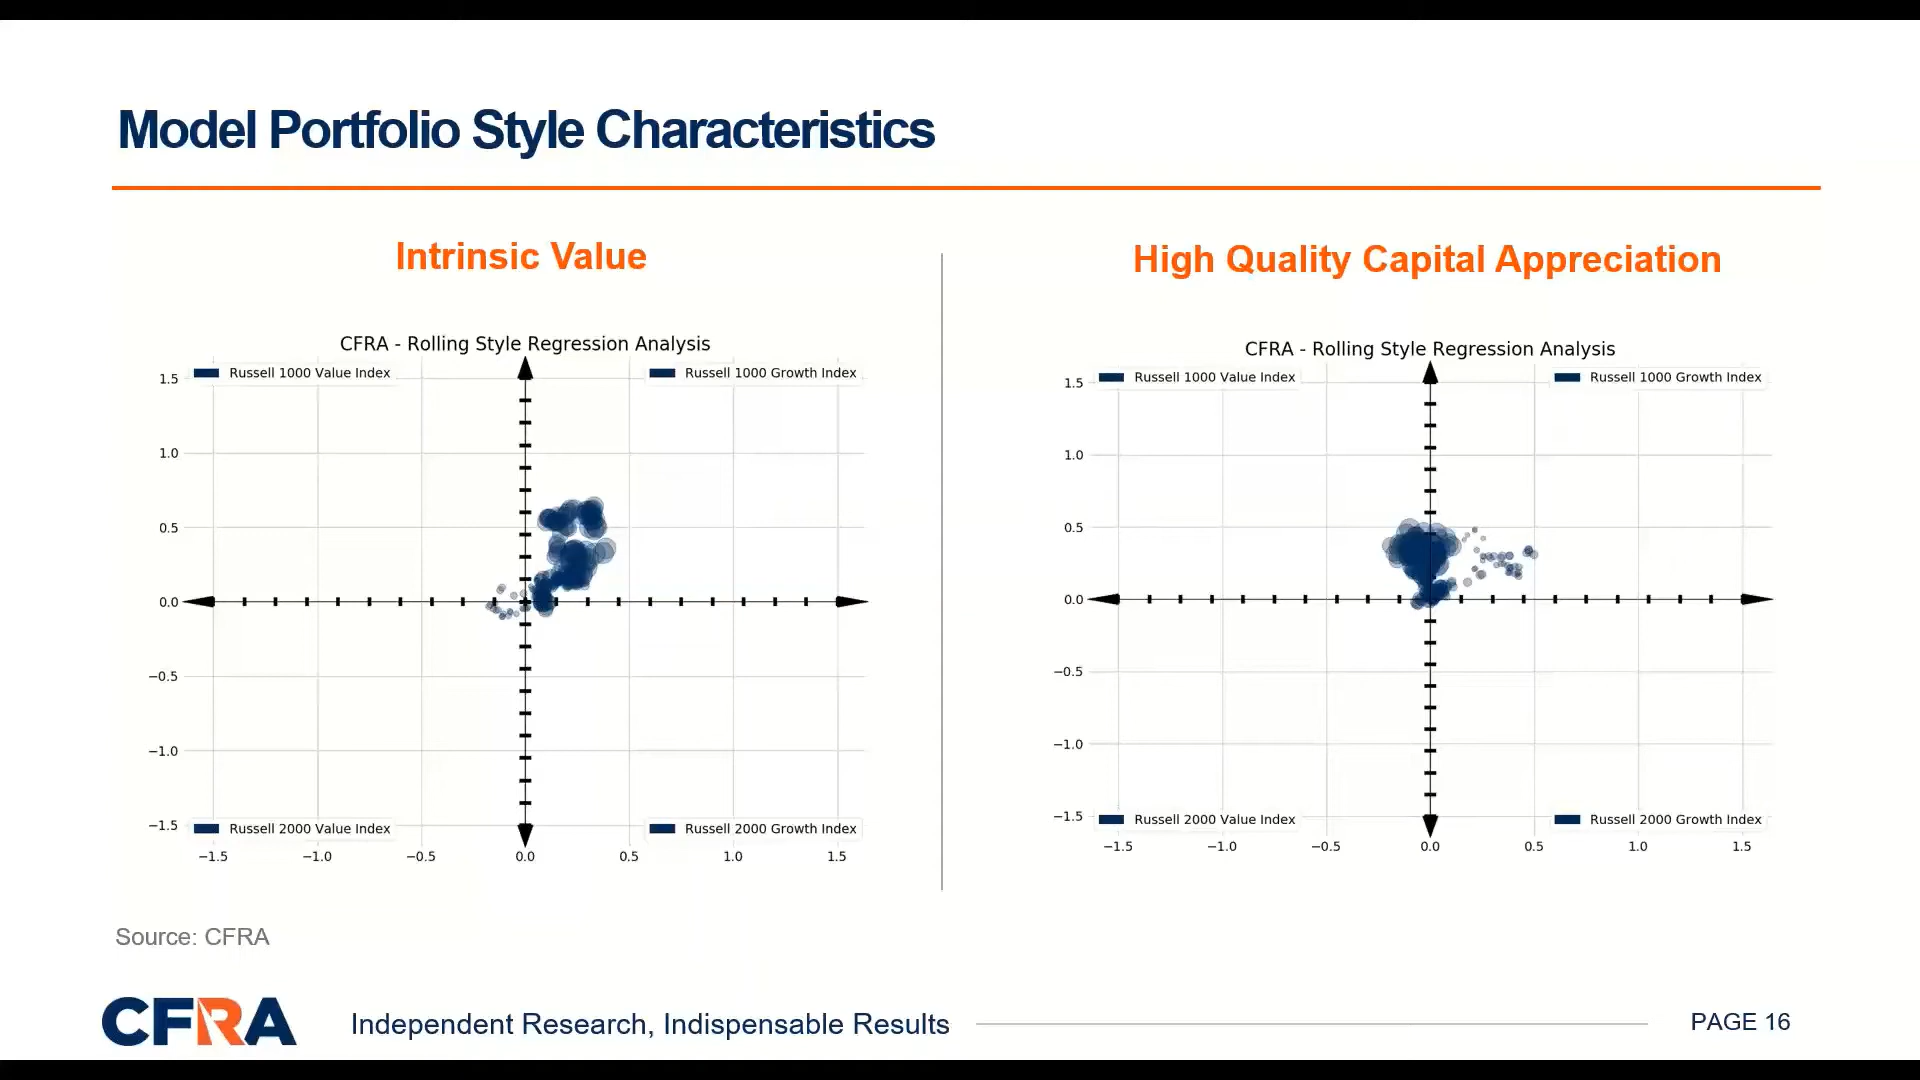 Model Portfolio Style Characteristics
Intrinsic Value
CFRA - Rolling Style Regression Analysis
Russell 1000 Value Index
Russell 1000 Growth Index
1.5
1.0
0.5
0.0
−0.5
−1.0
−1.5
Russell 2000 Value Index
Russell 2000 Growth Index
−1.5 −1.0 −0.5 0.0 0.5 1.0 1.5
High Quality Capital Appreciation
CFRA - Rolling Style Regression Analysis
Russell 1000 Value Index
Russell 1000 Growth Index
1.5
1.0
0.5
0.0
−0.5
−1.0
−1.5
Russell 2000 Value Index
Russell 2000 Growth Index
−1.5 −1.0 −0.5 0.0 0.5 1.0 1.5
Source: CFRA
CFRA
Independent Research, Indispensable Results
PAGE 16